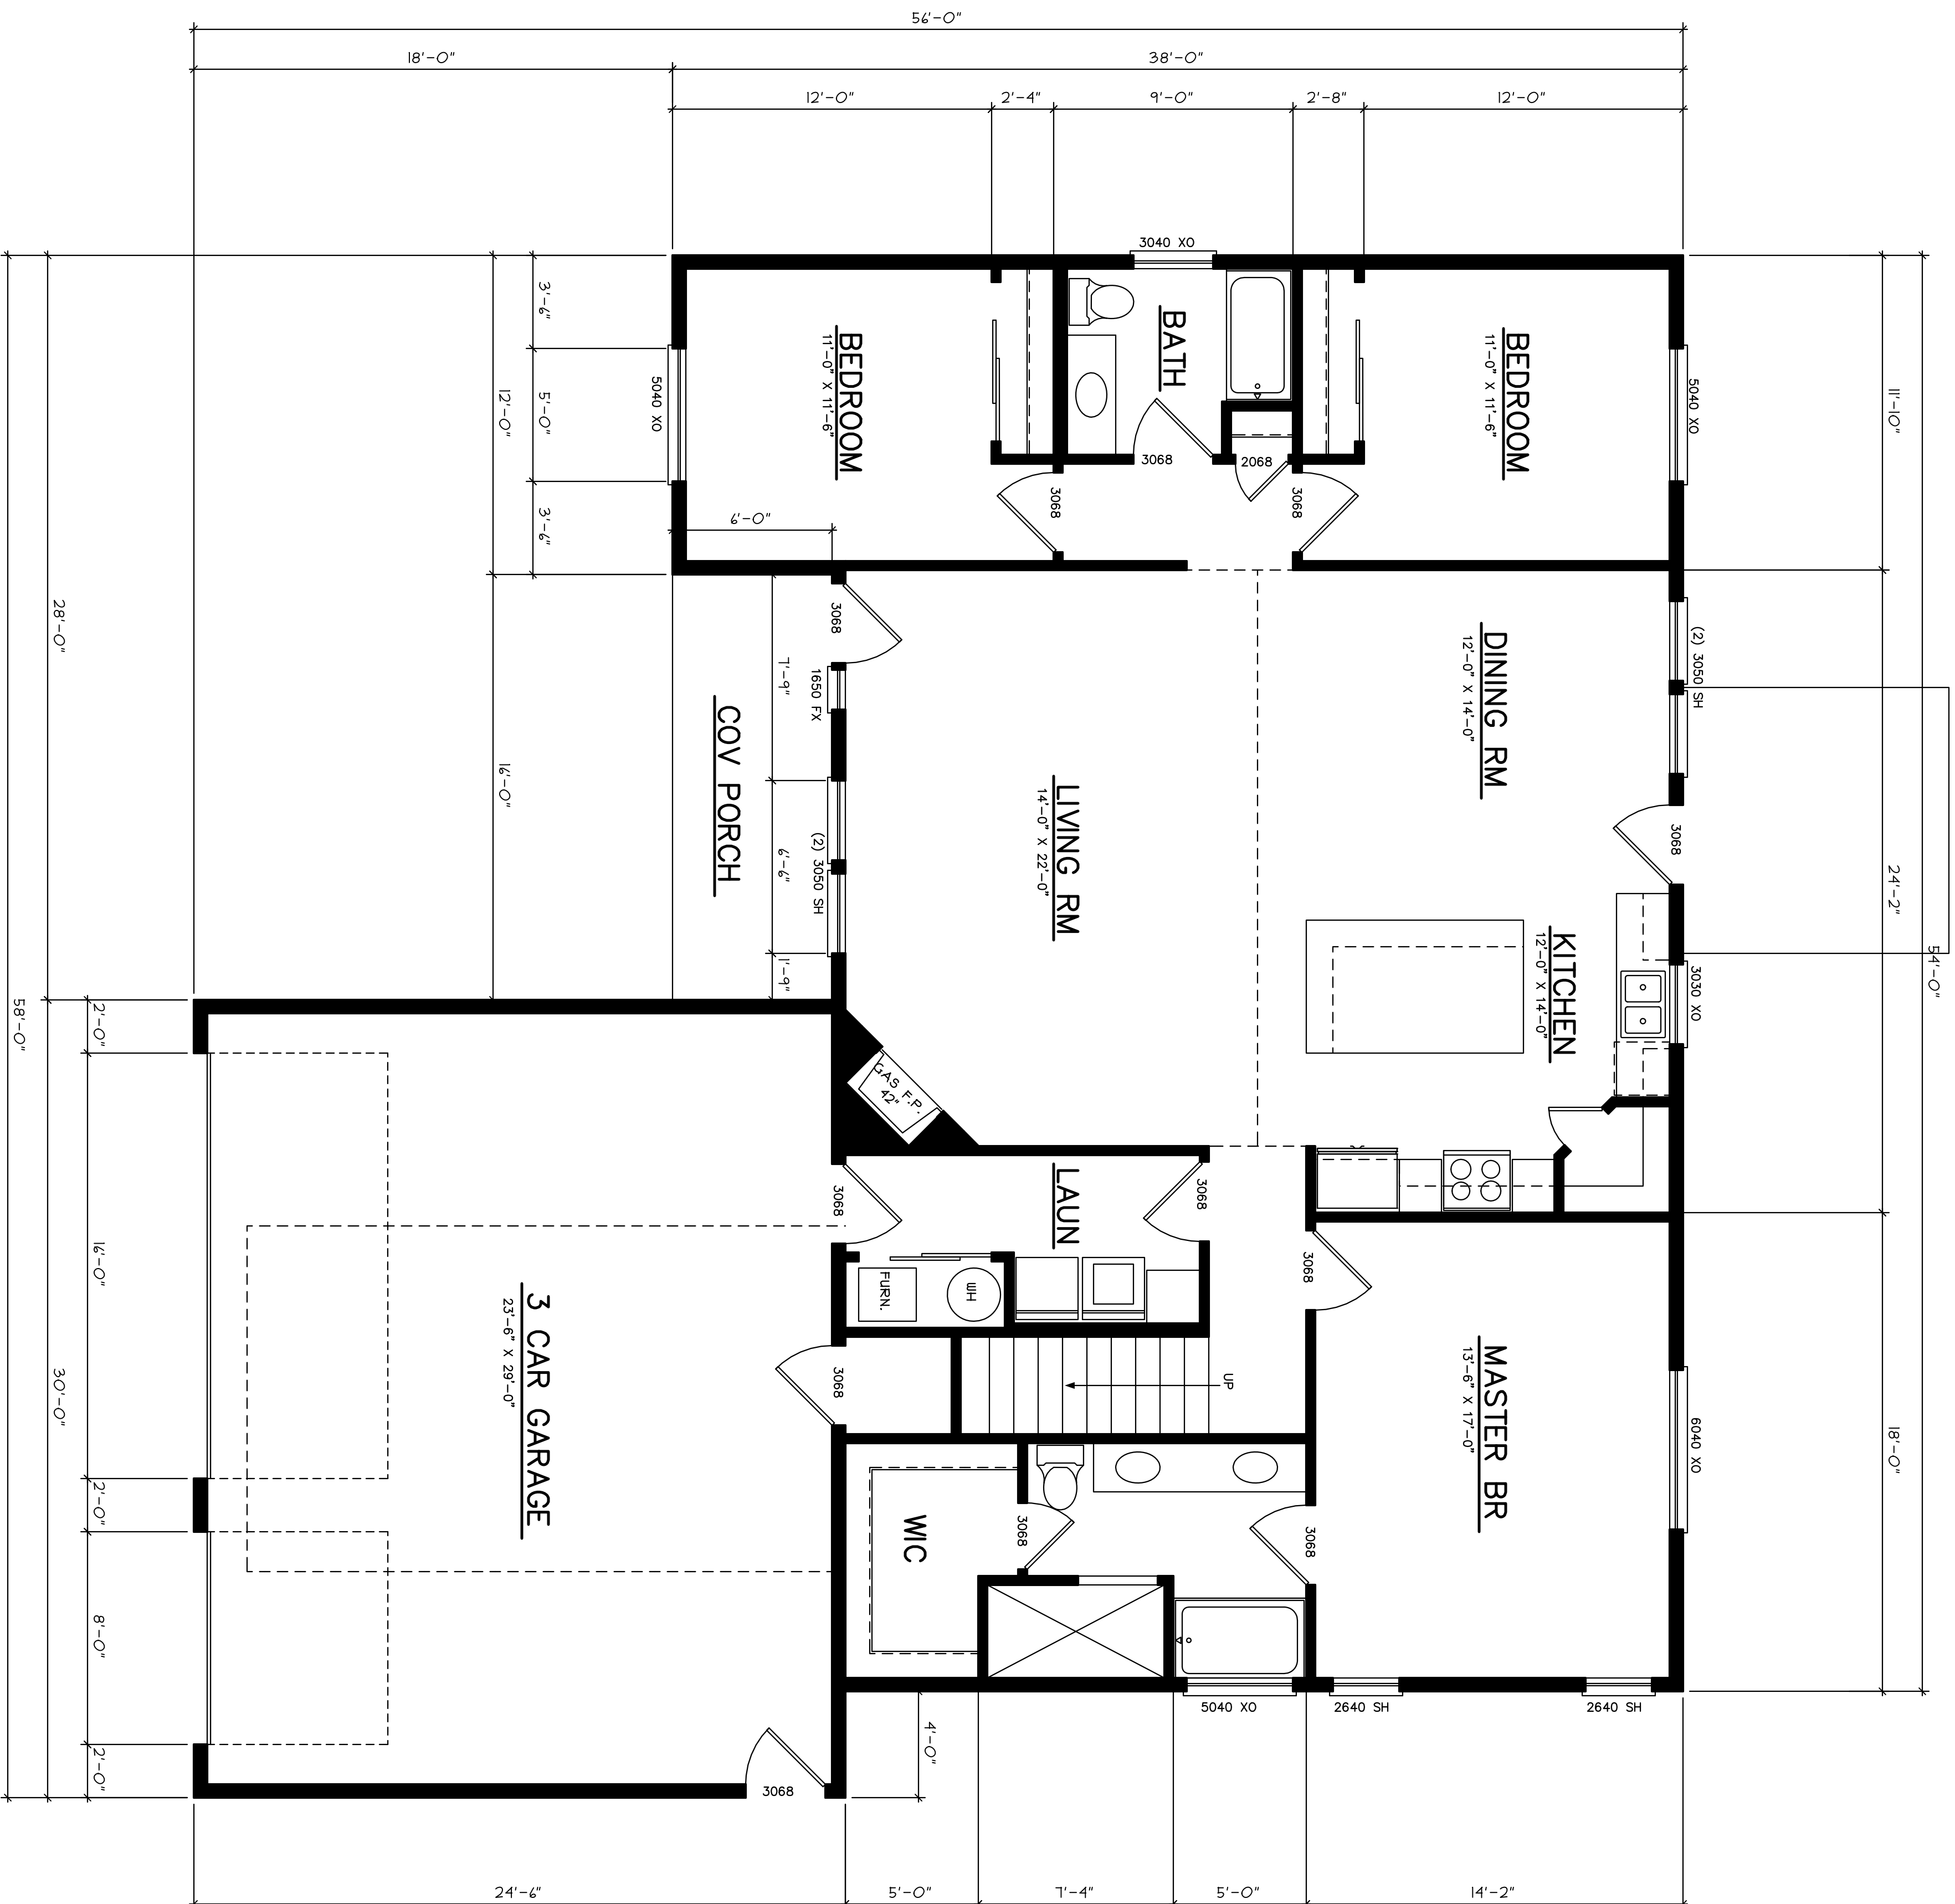 56'-0"
18'-0"
38'-0"
12'-0"
2'-4"
9'-0"
2'-8"
12'-0"
3040 XO
5040 XO
11'-10"
BEDROOM
11'-0" X 11'-6"
BATH
BEDROOM
11'-0" X 11'-6"
3'-6"
5'-0"
3'-6"
12'-0"
5040 XO
3068
2068
3068
3068
6'-0"
28'-0"
16'-0"
58'-0"
3068
7'-9"
1650 FX
6'-6"
(2) 3050 SH
1'-9"
COV PORCH
LIVING RM
14'-0" X 22'-0"
DINING RM
12'-0" X 14'-0"
(2) 3050 SH
3068
24'-2"
54'-0"
KITCHEN
12'-0" X 14'-0"
3030 XO
GAS F.P.
42"
2'-0"
16'-0"
2'-0"
8'-0"
2'-0"
30'-0"
3 CAR GARAGE
23'-6" X 29'-0"
3068
LAUN
3068
FURN.
WH
3068
3068
UP
MASTER BR
13'-6" X 17'-0"
6040 XO
18'-0"
WIC
3068
3068
5040 XO
2640 SH
2640 SH
4'-0"
3068
24'-6"
5'-0"
7'-4"
5'-0"
14'-2"